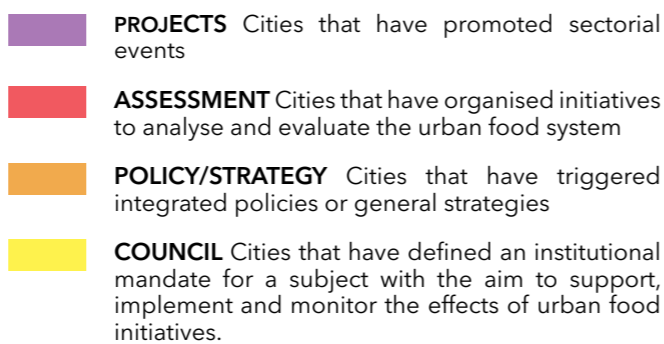 PROJECTS Cities that have promoted sectorial
events
ASSESSMENT Cities that have organised initiatives
to analyse and evaluate the urban food system
POLICY/STRATEGY Cities that have triggered
integrated policies or general strategies
COUNCIL Cities that have defined an institutional
mandate for a subject with the aim to support,
implement and monitor the effects of urban food
initiatives.